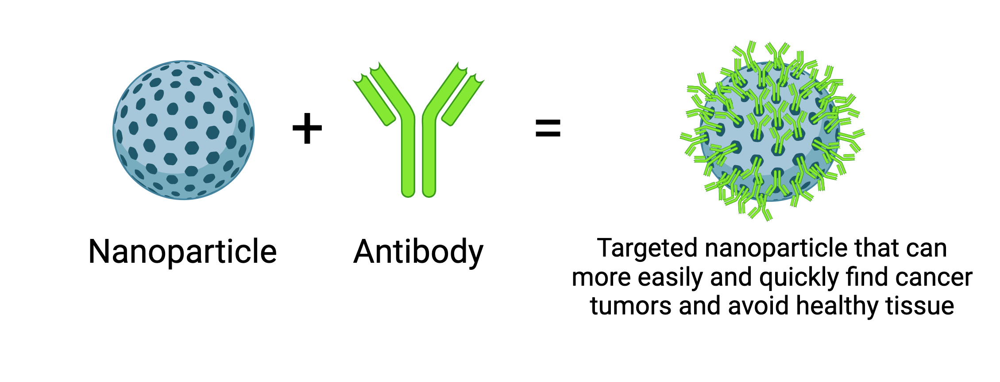 +
=
Nanoparticle
Antibody
Targeted nanoparticle that can
more easily and quickly find cancer
tumors and avoid healthy tissue